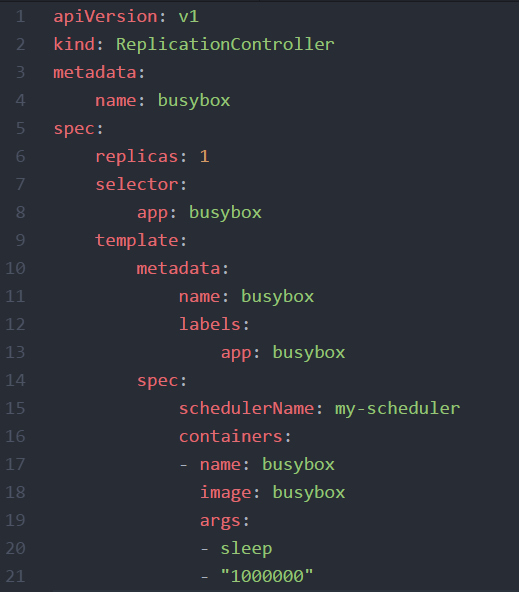 1 apiVersion: v1
2 kind: ReplicationController
3 metadata:
4     name: busybox
5 spec:
6     replicas: 1
7     selector:
8         app: busybox
9     template:
10         metadata:
11             name: busybox
12             labels:
13                 app: busybox
14         spec:
15             schedulerName: my-scheduler
16             containers:
17             - name: busybox
18               image: busybox
19               args:
20               - sleep
21               - "1000000"